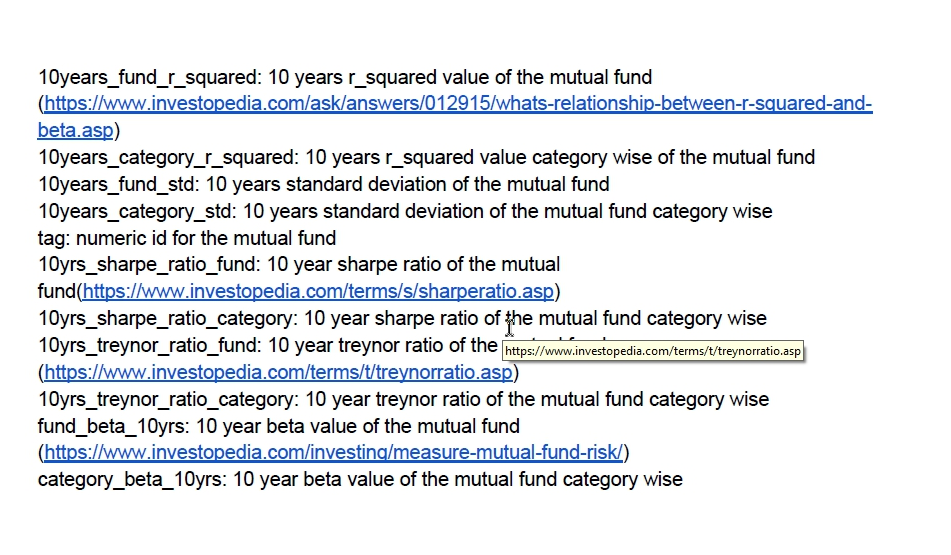 10years_fund_r_squared: 10 years r_squared value of the mutual fund
(https://www.investopedia.com/ask/answers/012915/whats-relationship-between-r-squared-and-
beta.asp)
10years_category_r_squared: 10 years r_squared value category wise of the mutual fund
10years_fund_std: 10 years standard deviation of the mutual fund
10years_category_std: 10 years standard deviation of the mutual fund category wise
tag: numeric id for the mutual fund
10yrs_sharpe_ratio_fund: 10 year sharpe ratio of the mutual
fund(https://www.investopedia.com/terms/s/sharperatio.asp)
10yrs_sharpe_ratio_category: 10 year sharpe ratio of the mutual fund category wise
10yrs_treynor_ratio_fund: 10 year treynor ratio of the
https://www.investopedia.com/terms/t/treynorratio.asp
(https://www.investopedia.com/terms/t/treynorratio.asp)
10yrs_treynor_ratio_category: 10 year treynor ratio of the mutual fund category wise
fund_beta_10yrs: 10 year beta value of the mutual fund
(https://www.investopedia.com/investing/measure-mutual-fund-risk/)
category_beta_10yrs: 10 year beta value of the mutual fund category wise